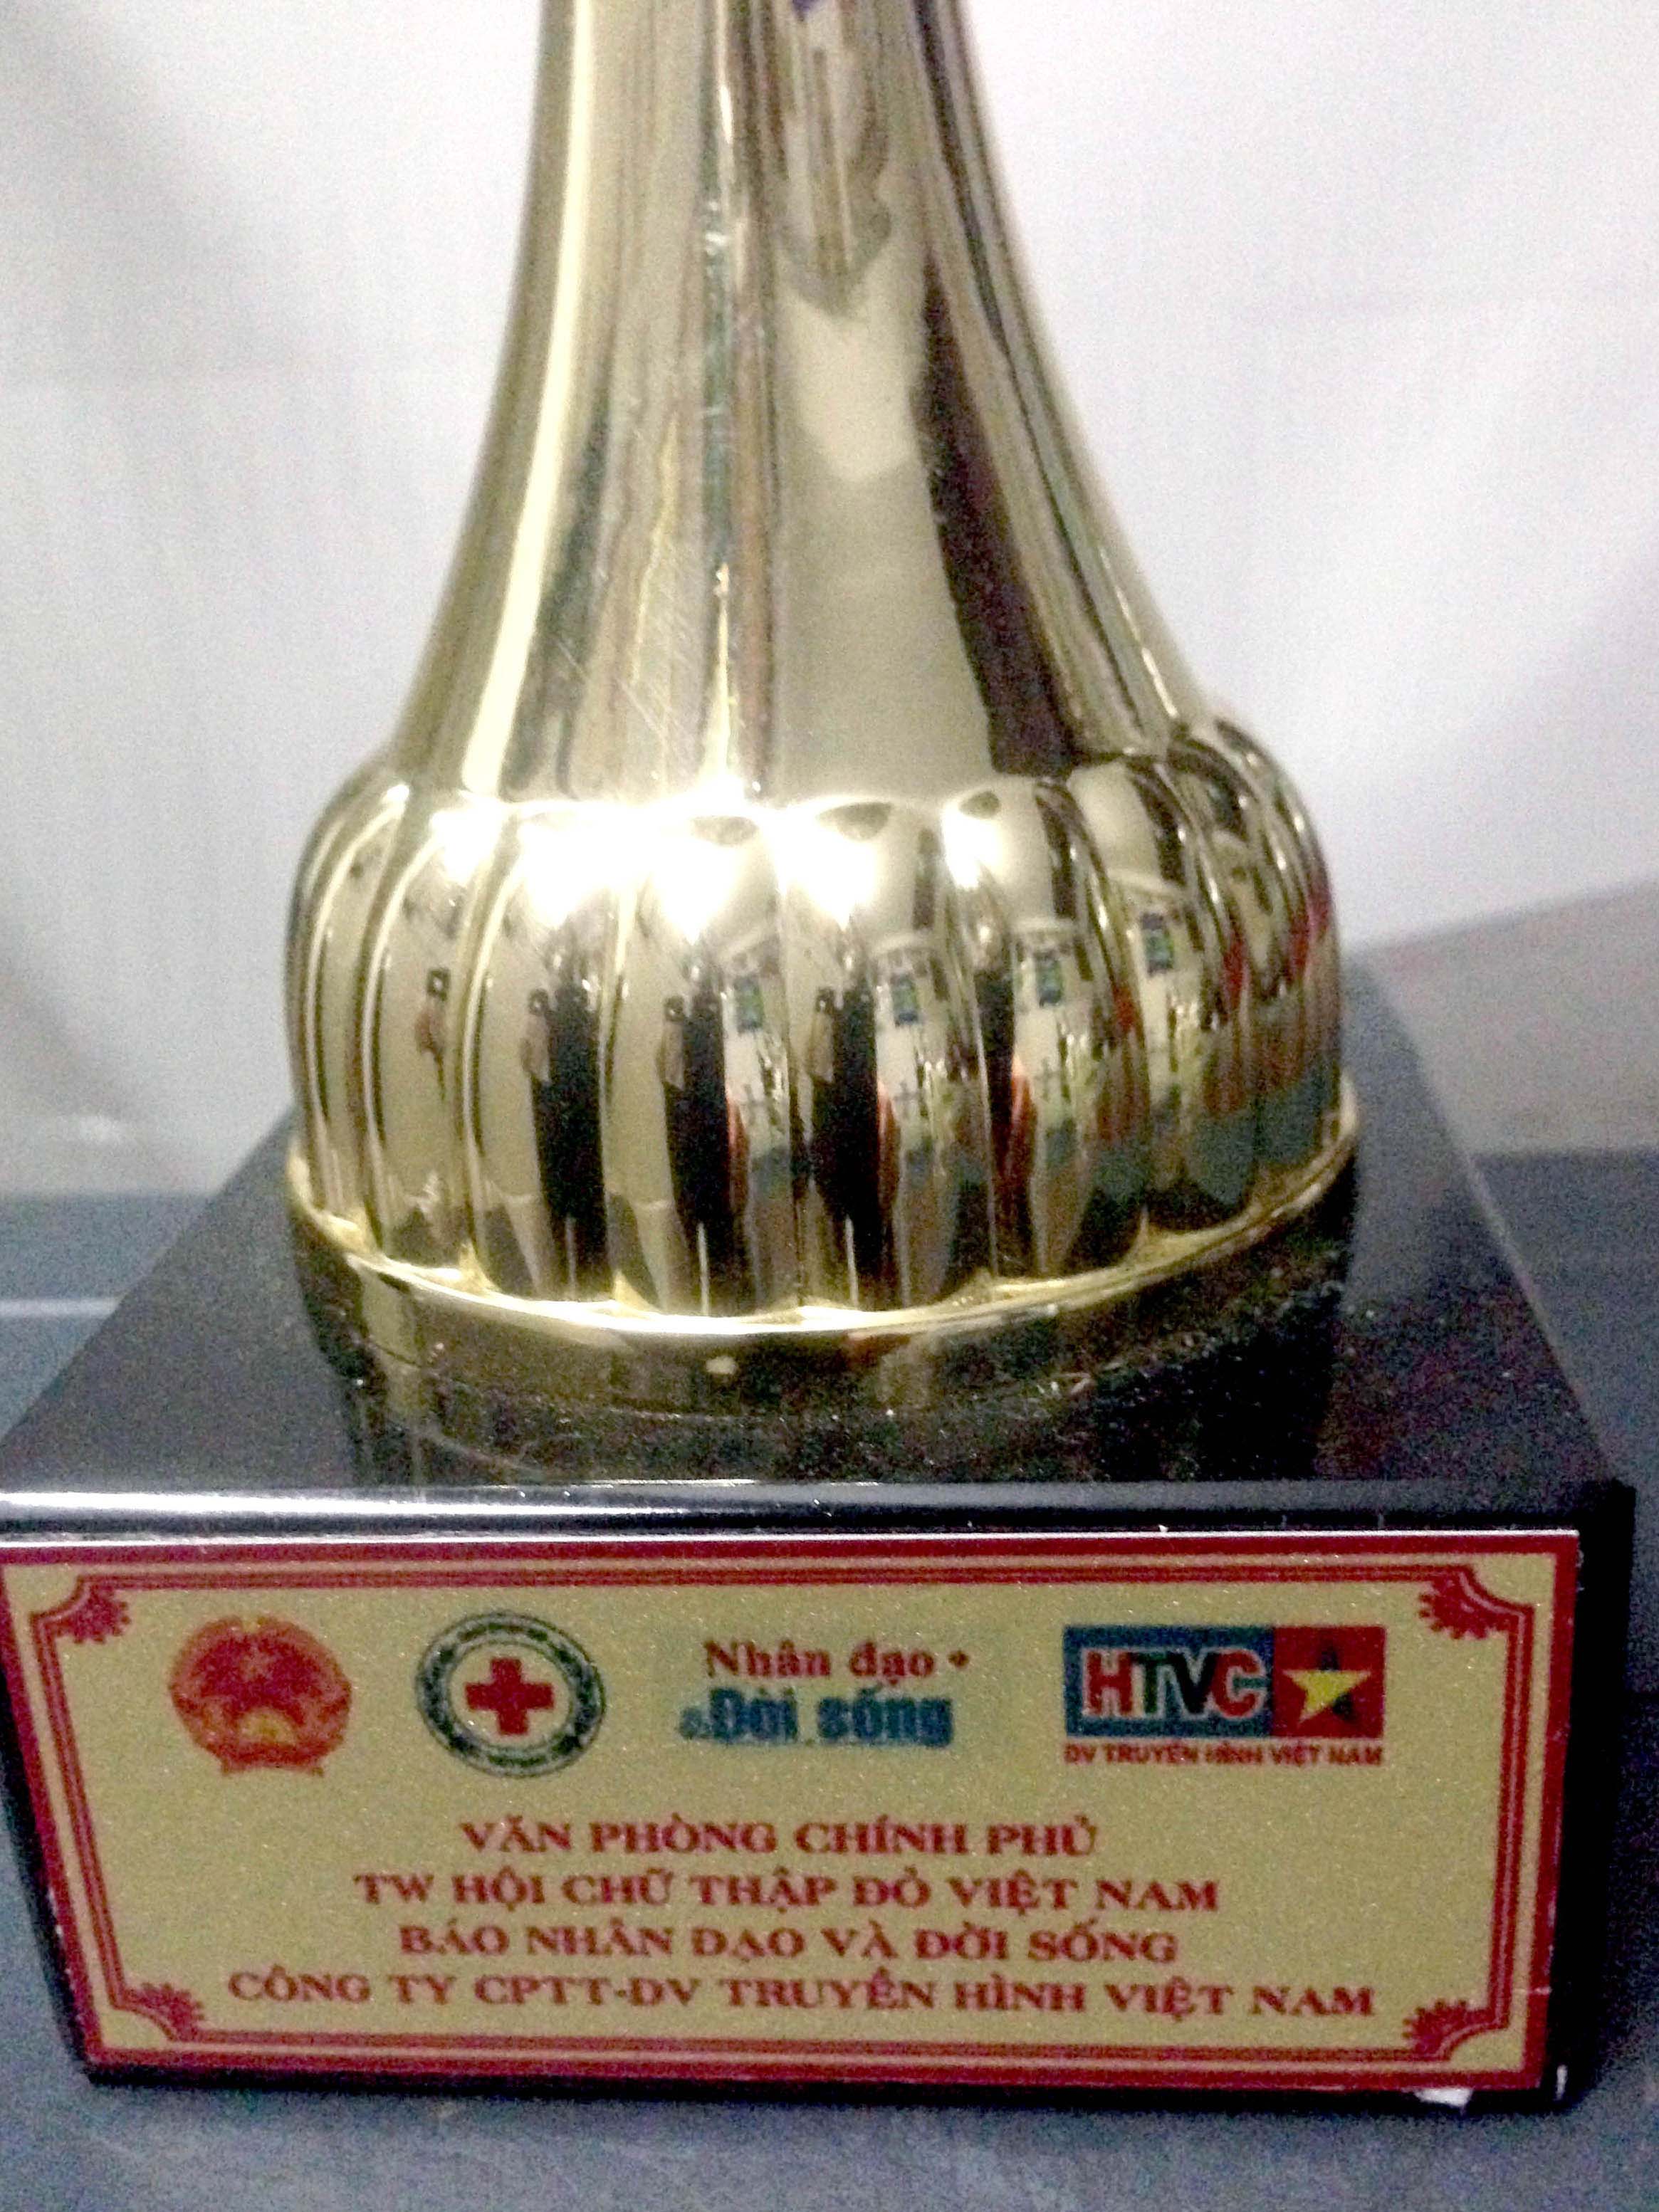 Nhân đạo +
&Đời sống
HTVC
DV TRUYỀN HÌNH VIỆT NAM
VĂN PHÒNG CHÍNH PHỦ
TW HỘI CHỮ THẬP ĐỎ VIỆT NAM
BÁO NHÂN ĐẠO VÀ ĐỜI SỐNG
CÔNG TY CPTT-DV TRUYỀN HÌNH VIỆT NAM